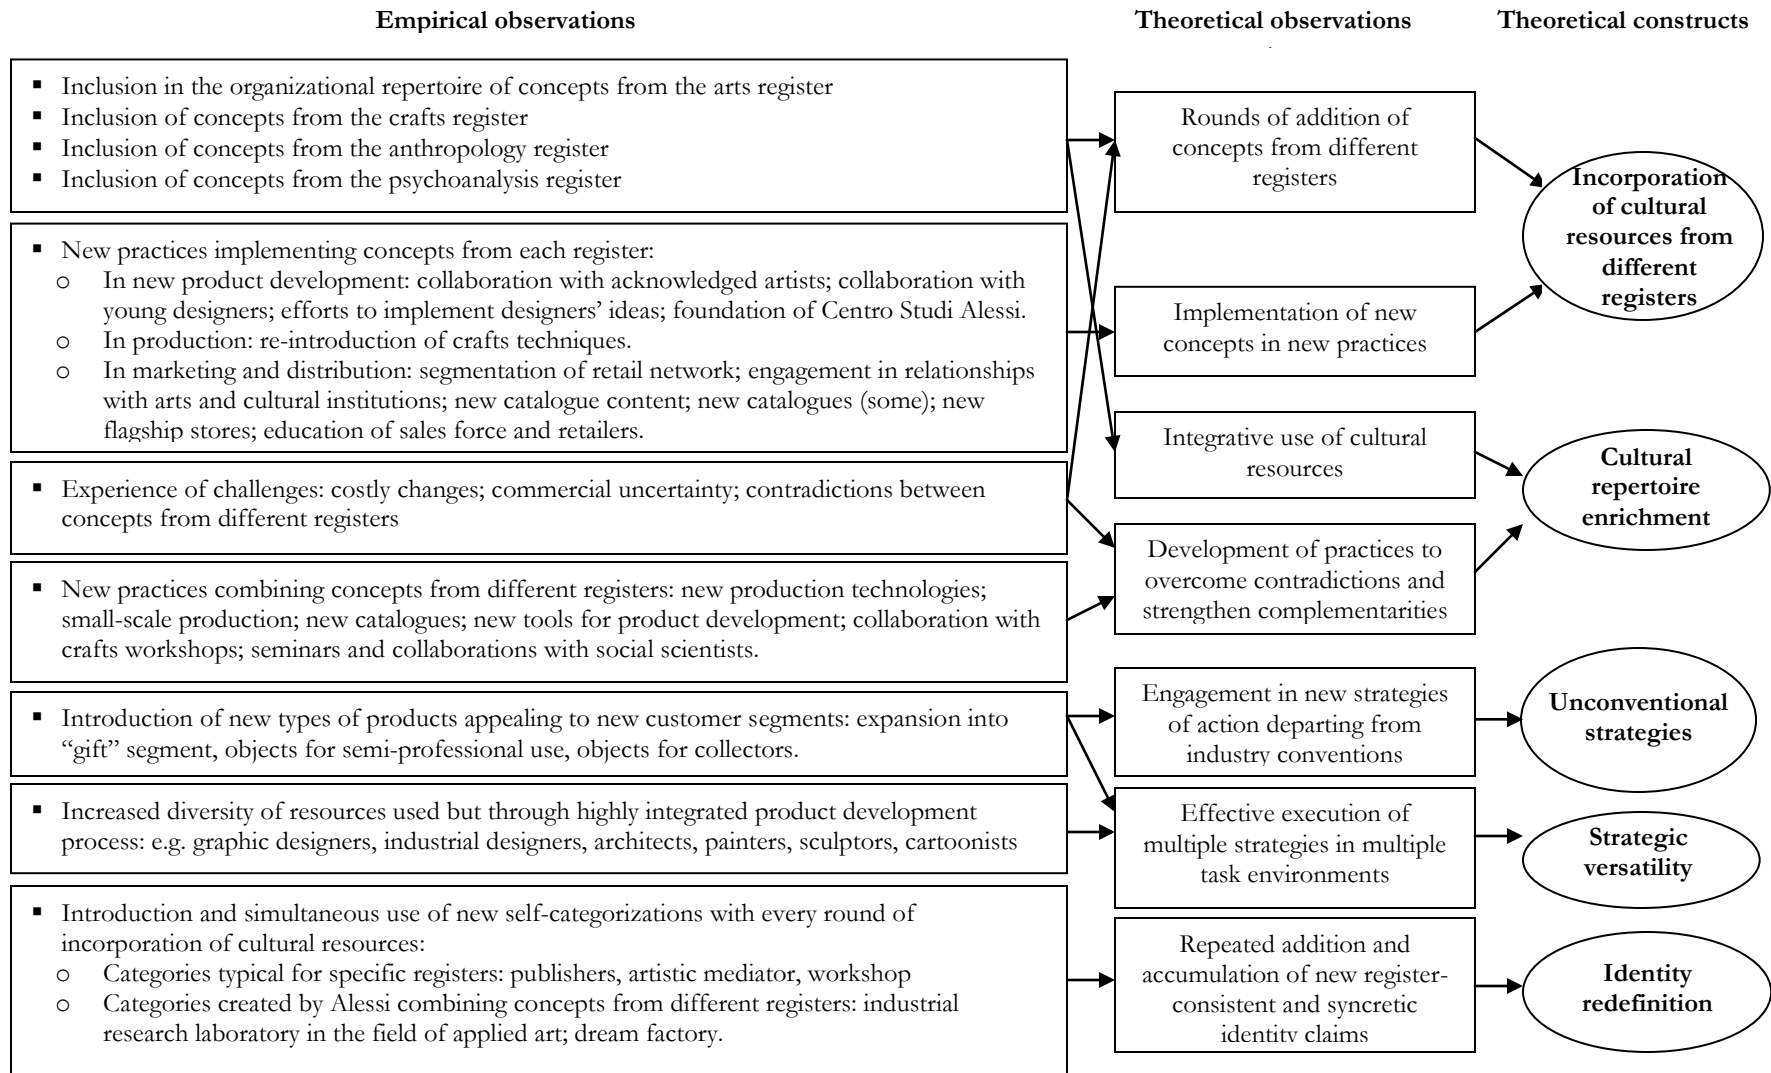 Empirical observations
Theoretical observations
Theoretical constructs
▪ Inclusion in the organizational repertoire of concepts from the arts register
▪ Inclusion of concepts from the crafts register
▪ Inclusion of concepts from the anthropology register
▪ Inclusion of concepts from the psychoanalysis register
▪ New practices implementing concepts from each register:
o In new product development: collaboration with acknowledged artists; collaboration with
young designers; efforts to implement designers’ ideas; foundation of Centro Studi Alessi.
o In production: re-introduction of crafts techniques.
o In marketing and distribution: segmentation of retail network; engagement in relationships
with arts and cultural institutions; new catalogue content; new catalogues (some); new
flagship stores; education of sales force and retailers.
▪ Experience of challenges: costly changes; commercial uncertainty; contradictions between
concepts from different registers
▪ New practices combining concepts from different registers: new production technologies;
small-scale production; new catalogues; new tools for product development; collaboration with
crafts workshops; seminars and collaborations with social scientists.
▪ Introduction of new types of products appealing to new customer segments: expansion into
“gift” segment, objects for semi-professional use, objects for collectors.
▪ Increased diversity of resources used but through highly integrated product development
process: e.g. graphic designers, industrial designers, architects, painters, sculptors, cartoonists
▪ Introduction and simultaneous use of new self-categorizations with every round of
incorporation of cultural resources:
o Categories typical for specific registers: publishers, artistic mediator, workshop
o Categories created by Alessi combining concepts from different registers: industrial
research laboratory in the field of applied art; dream factory.
Rounds of addition of
concepts from different
registers
Implementation of new
concepts in new practices
Integrative use of cultural
resources
Development of practices to
overcome contradictions and
strengthen complementarities
Engagement in new strategies
of action departing from
industry conventions
Effective execution of
multiple strategies in multiple
task environments
Repeated addition and
accumulation of new register-
consistent and syncretic
identity claims
Incorporation
of cultural
resources from
different
registers
Cultural
repertoire
enrichment
Unconventional
strategies
Strategic
versatility
Identity
redefinition